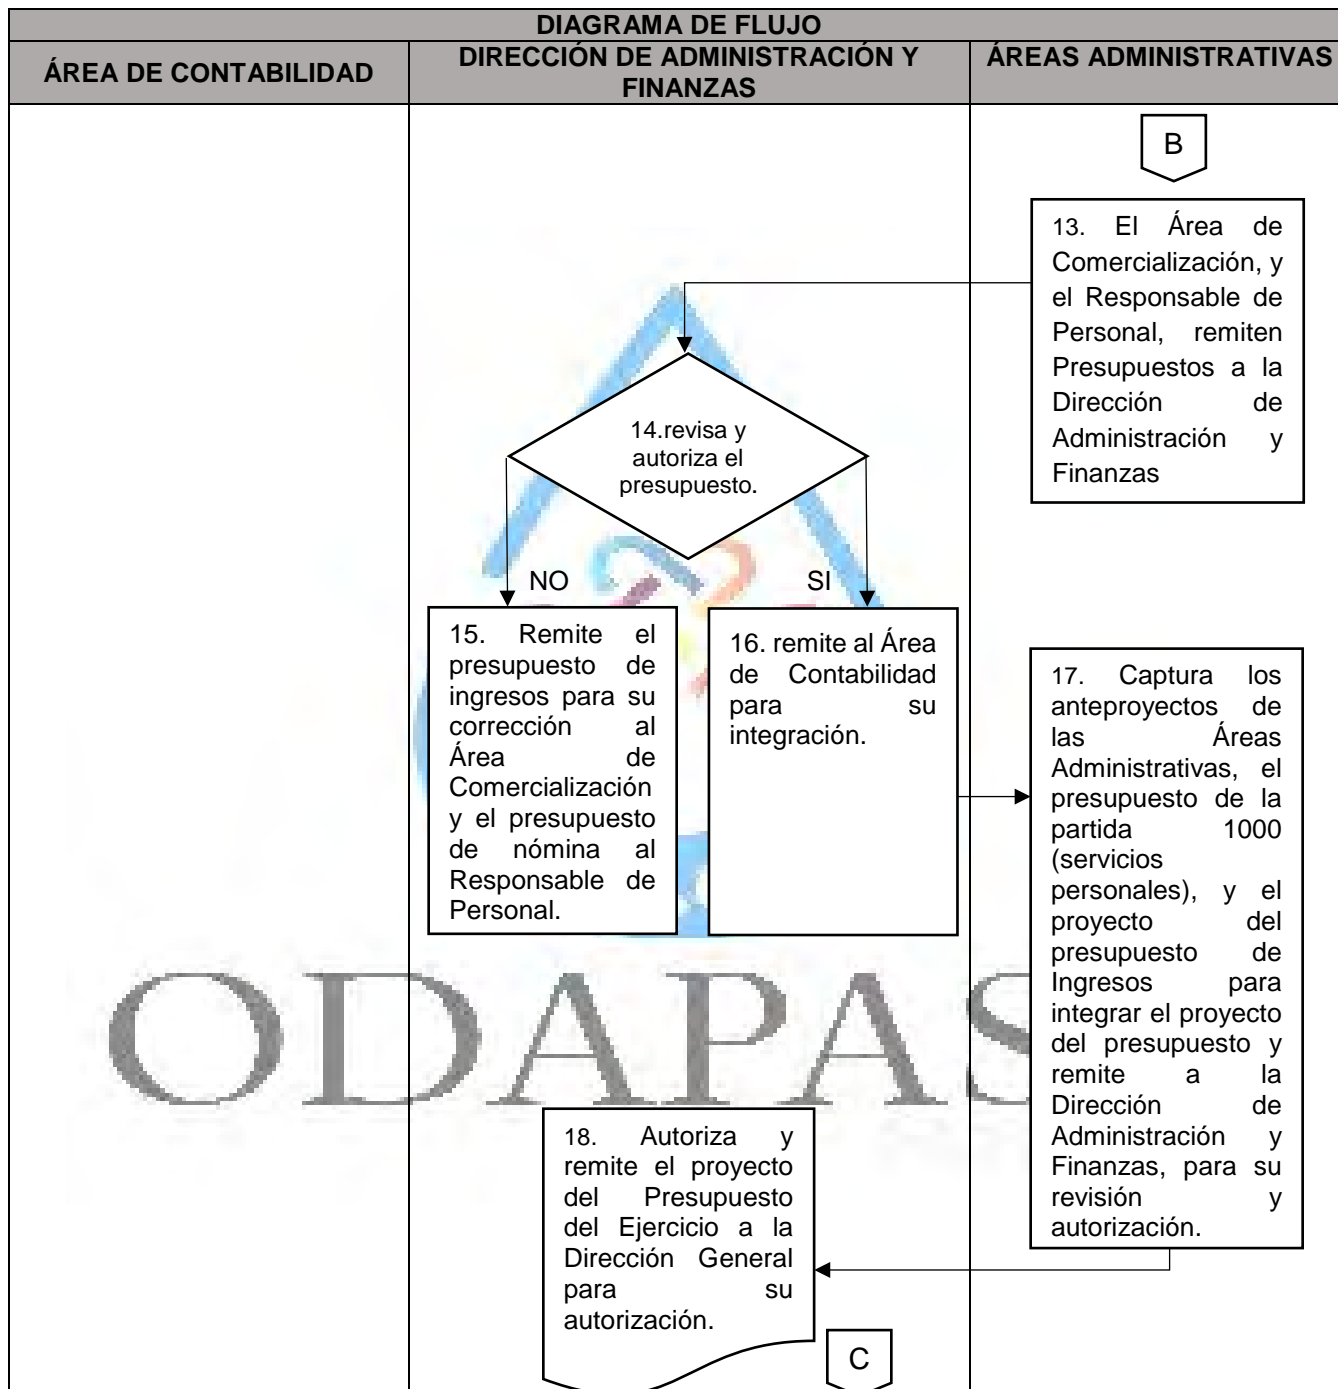 DIAGRAMA DE FLUJO
ÁREA DE CONTABILIDAD
DIRECCIÓN DE ADMINISTRACIÓN Y
FINANZAS
ÁREAS ADMINISTRATIVAS
B
13. El Área de
Comercialización, y
el Responsable de
Personal, remiten
Presupuestos a la
Dirección de
Administración y
Finanzas
14.revisa y
autoriza el
presupuesto.
NO
SI
15. Remite el
presupuesto de
ingresos para su
corrección al
Área de
Comercialización
y el presupuesto
de nómina al
Responsable de
Personal.
16. remite al Área
de Contabilidad
para su
integración.
17. Captura los
anteproyectos de
las Áreas
Administrativas, el
presupuesto de la
partida 1000
(servicios
personales), y el
proyecto del
presupuesto de
Ingresos para
integrar el proyecto
del presupuesto y
remite a la
Dirección de
Administración y
Finanzas, para su
revisión y
autorización.
ODAPAS
18. Autoriza y
remite el proyecto
del Presupuesto
del Ejercicio a la
Dirección General
para su
autorización.
C